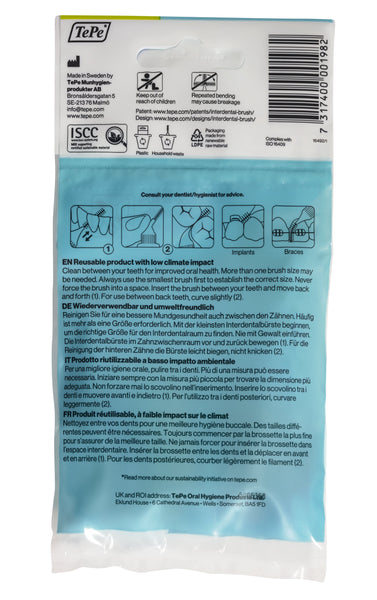 TePe
Made in Sweden by
TePe Munhygien-
produkter AB
Bronsåldersgatan 5
SE-213 76 Malmö
info@tepe.com
www.tepe.com
Keep out of
reach of children
Repeated bending
may cause breakage
Patent www.tepe.com/patents/interdental-brush/
Design www.tepe.com/designs/interdental-brush/
7 317400 001982
ISCC
MB supporting
certified sustainable material
Plastic
Household waste
LDPE
Packaging
made from
renewable
raw material
Complies with
ISO 16409
Consult your dentist/hygienist for advice.
1
2
Implants
Braces
EN Reusable product with low climate impact
Clean between your teeth for improved oral health. More than one brush size
may be needed. Always use the smallest brush first to establish the correct size. Never
force the brush into a space. Insert the brush between your teeth and move back
and forth (1). For use between back teeth, curve slightly (2).
DE Wiederverwendbar und umweltfreundlich
Reinigen Sie für eine bessere Mundgesundheit auch zwischen den Zähnen. Häufig
ist mehr als eine Größe erforderlich. Mit der kleinsten Interdentalbürste beginnen,
um die richtige Größe für den Interdentalraum zu finden. Nie mit Gewalt einführen
Die Interdentalbürste im Zahnzwischenraum vor und zurück bewegen (1). Für die
Reinigung der hinteren Zähne die Bürste leicht biegen, nicht knicken (2).
IT Prodotto riutilizzabile a basso impatto ambientale
Per una migliore igiene orale, pulire tra i denti. Più di una misura può essere
necessaria. Iniziare sempre con la misura più piccola per trovare la dimensione più
adeguata. Non forzare mai lo scovolino nell'inserimento. Inserire lo scovolino tra i
denti e muovere avanti e indietro (1). Per l'utilizzo tra i denti posteriori, curvare
leggermente (2).
FR Produit réutilisable, à faible impact sur le climat
Nettoyez entre vos dents pour une meilleure hygiène buccale. Des tailles diffé-
rentes peuvent être nécessaires. Toujours commencer par la brossette la plus fine
pour s'assurer de la meilleure taille. Ne jamais forcer pour insérer la brossette dans
l'espace interdentaire. Insérer la brossette entre les dents et la déplacer en avant
et en arrière (1). Pour les dents postérieures, courber légèrement le filament (2).
*Read more about our sustainability initiative on tepe.com
UK and ROI address: TePe Oral Hygiene Products Ltd.
Eklund House • 6 Cathedral Avenue • Wells • Somerset, BA5 1FD